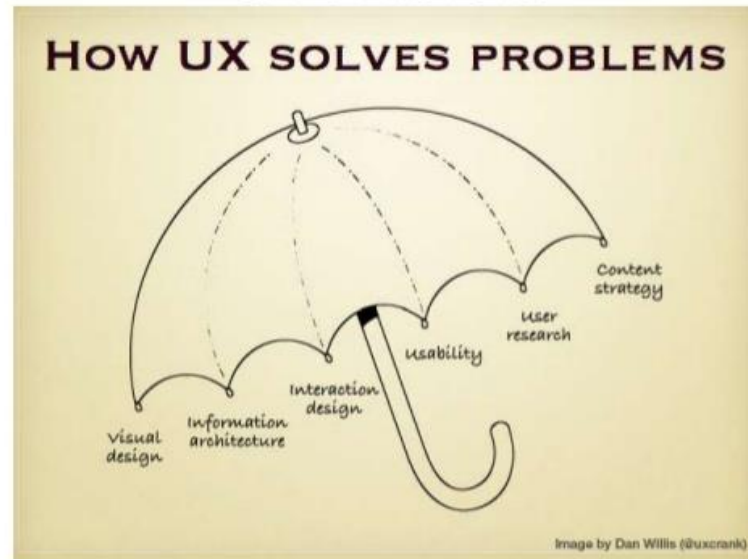 HOW UX SOLVES PROBLEMS
Visual
design
Information
architecture
Interaction
design
Usability
User
research
Content
strategy
Image by Dan Willis (@uxcrank)